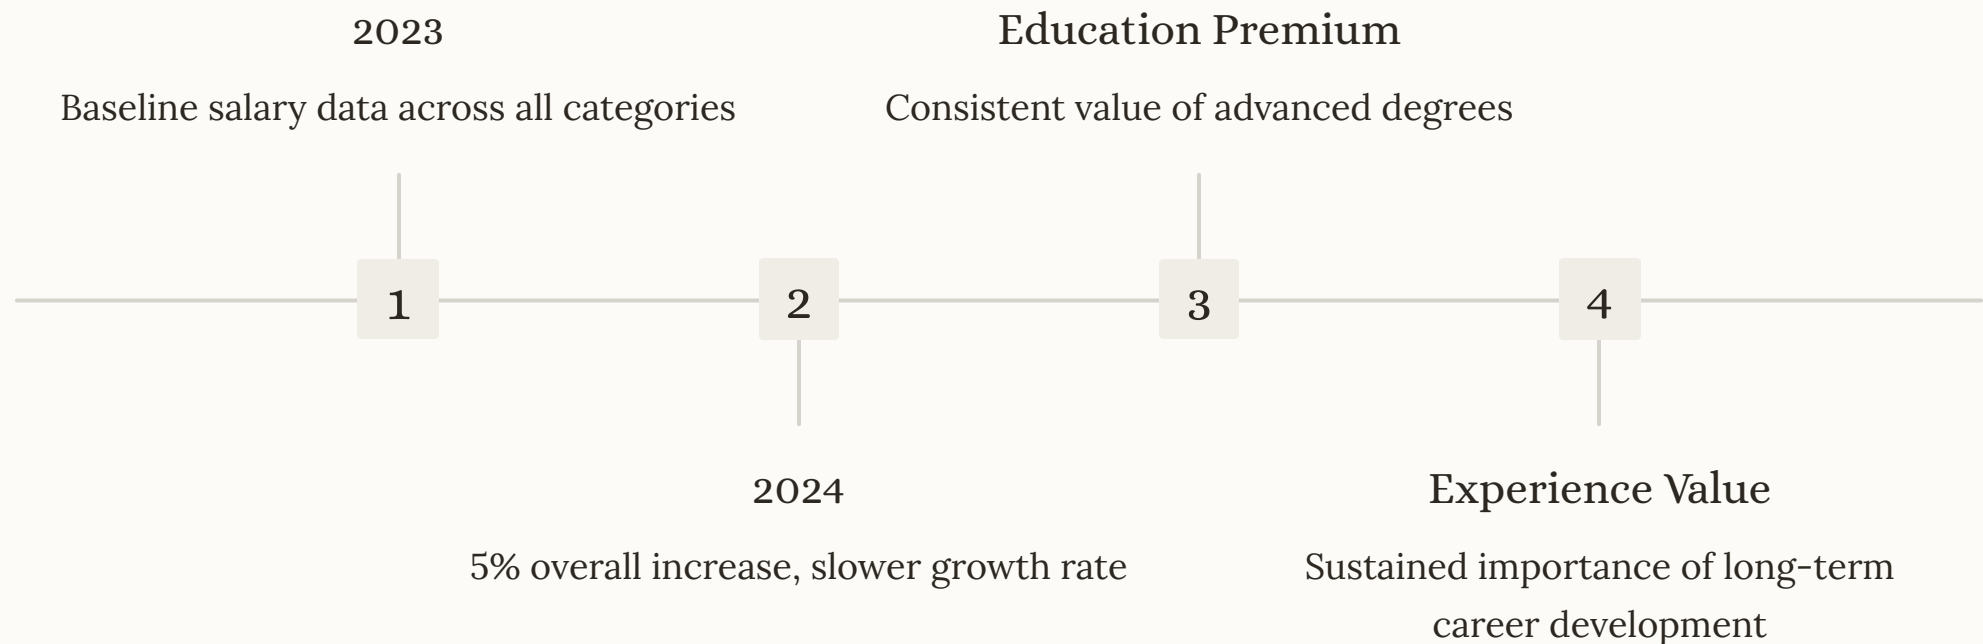 2023
Baseline salary data across all categories
Education Premium
Consistent value of advanced degrees
1
2
3
4
2024
5% overall increase, slower growth rate
Experience Value
Sustained importance of long-term
career development